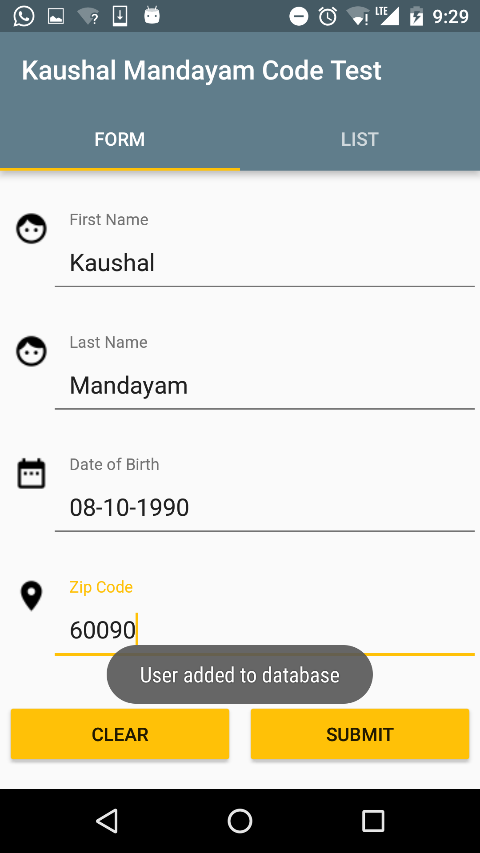 LTE 9:29
Kaushal Mandayam Code Test
FORM LIST
First Name
Kaushal
Last Name
Mandayam
Date of Birth
08-10-1990
Zip Code
60090
User added to database
CLEAR SUBMIT